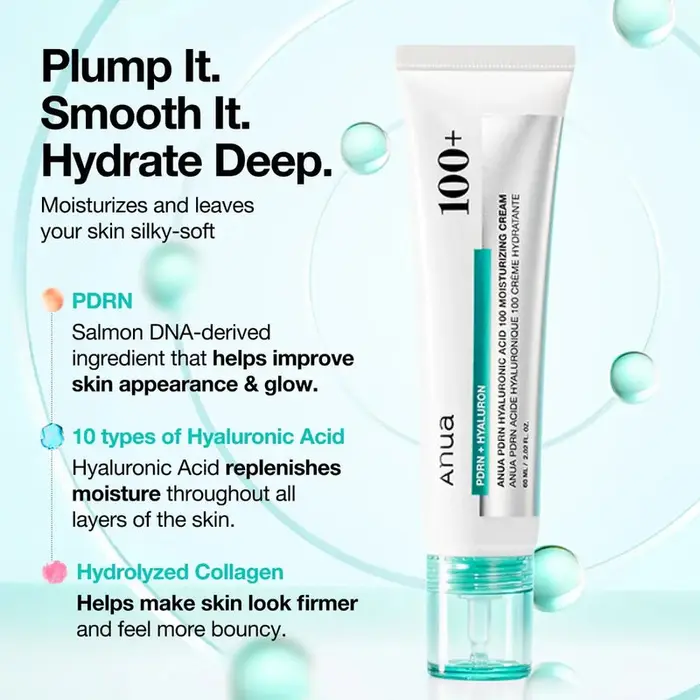 Plump It.
Smooth It.
Hydrate Deep.
Moisturizes and leaves
your skin silky-soft
PDRN
Salmon DNA-derived
ingredient that helps improve
skin appearance & glow.
10 types of Hyaluronic Acid
Hyaluronic Acid replenishes
moisture throughout all
layers of the skin.
Hydrolyzed Collagen
Helps make skin look firmer
and feel more bouncy.
100+
Anua
PDRN + HYALURON
ANUA PDRN HYALURONIC ACID 100 MOISTURIZING CREAM
ANUA PDRN ACIDE HYALURONIQUE 100 CRÈME HYDRATANTE
60 ML / 2.02 FL. OZ.